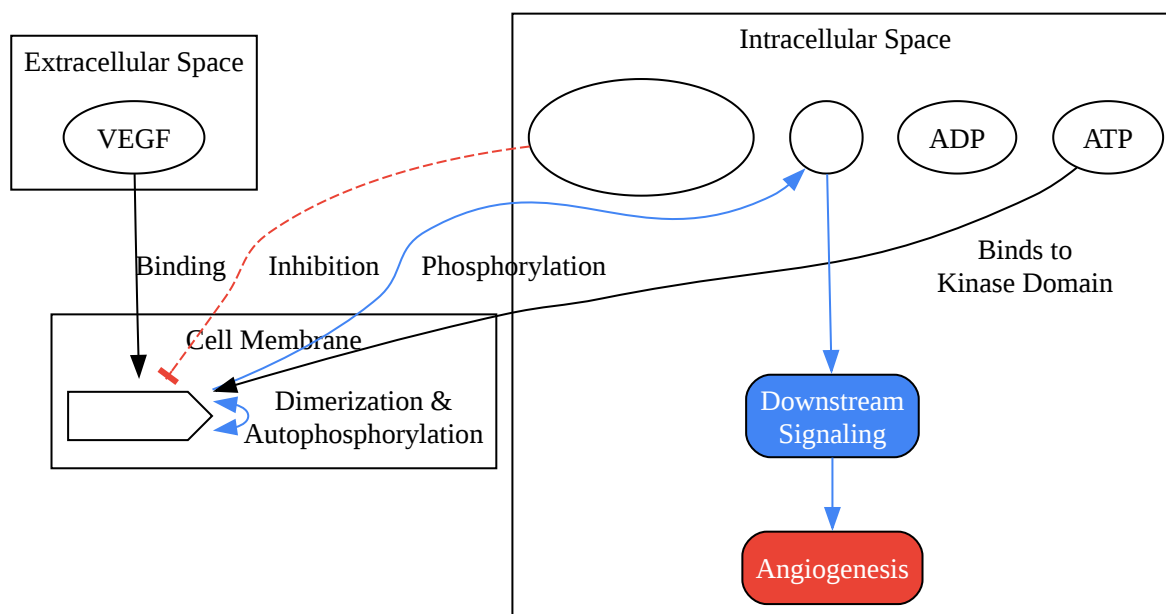 Intracellular Space
Extracellular Space
VEGF
ADP
ATP
Binding
Inhibition
Phosphorylation
Binds to
Kinase Domain
Cell Membrane
Dimerization &
Autophosphorylation
Downstream
Signaling
Angiogenesis